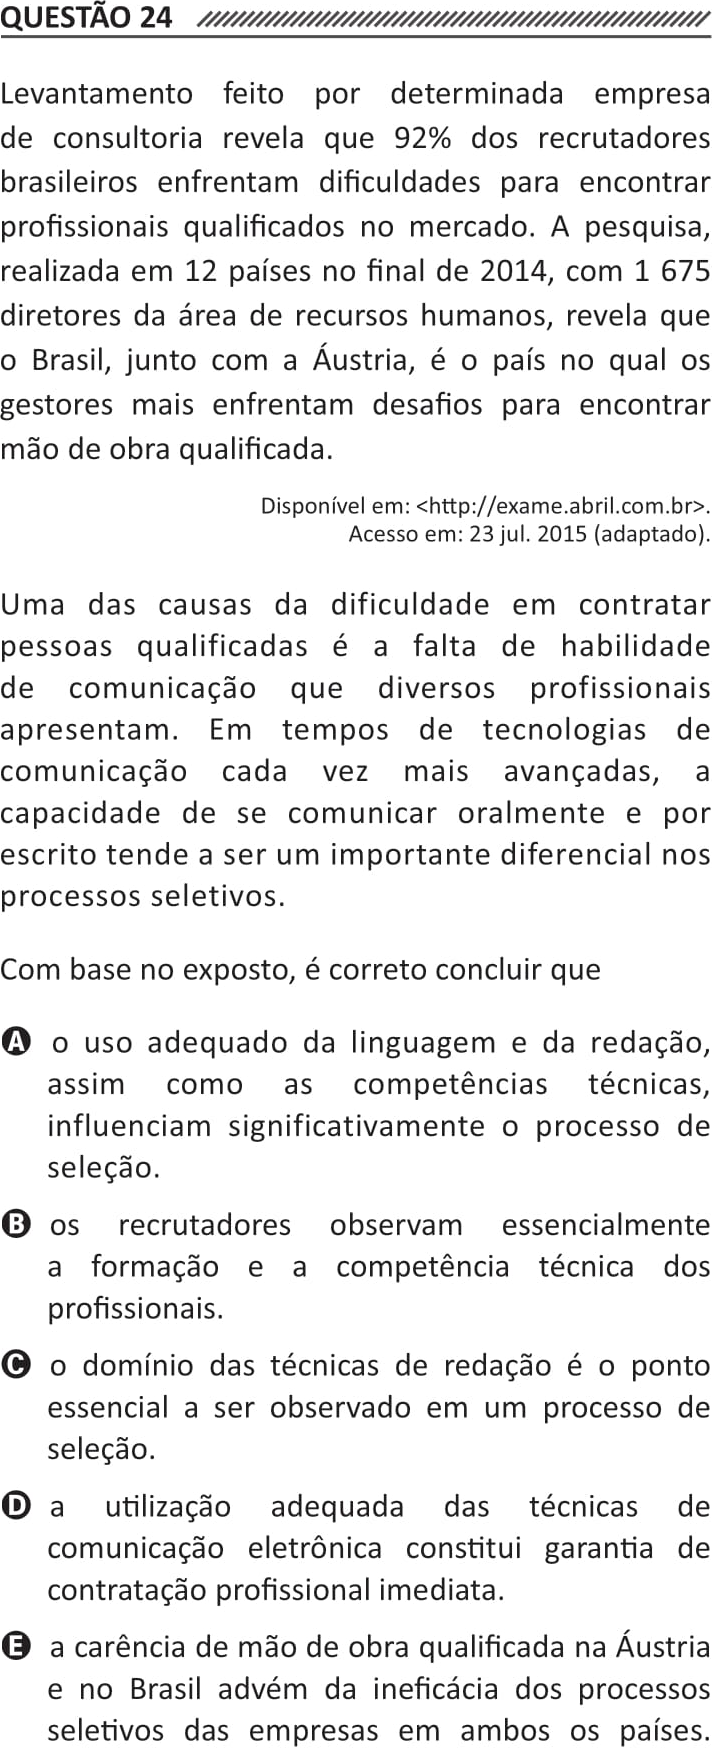 QUESTÃO 24
Levantamento feito por determinada empresa
de consultoria revela que 92% dos recrutadores
brasileiros enfrentam dificuldades para encontrar
profissionais qualificados no mercado. A pesquisa,
realizada em 12 países no final de 2014, com 1 675
diretores da área de recursos humanos, revela que
o Brasil, junto com a Áustria, é o país no qual os
gestores mais enfrentam desafios para encontrar
mão de obra qualificada.
Disponível em: <http://exame.abril.com.br>.
Acesso em: 23 jul. 2015 (adaptado).
Uma das causas da dificuldade em contratar
pessoas qualificadas é a falta de habilidade
de comunicação que diversos profissionais
apresentam. Em tempos de tecnologias de
comunicação cada vez mais avançadas, a
capacidade de se comunicar oralmente e por
escrito tende a ser um importante diferencial nos
processos seletivos.
Com base no exposto, é correto concluir que
A o uso adequado da linguagem e da redação,
assim como as competências técnicas,
influenciam significativamente o processo de
seleção.
B os recrutadores observam essencialmente
a formação e a competência técnica dos
profissionais.
C o domínio das técnicas de redação é o ponto
essencial a ser observado em um processo de
seleção.
D a utilização adequada das técnicas de
comunicação eletrônica constitui garantia de
contratação profissional imediata.
E a carência de mão de obra qualificada na Áustria
e no Brasil advém da ineficácia dos processos
seletivos das empresas em ambos os países.